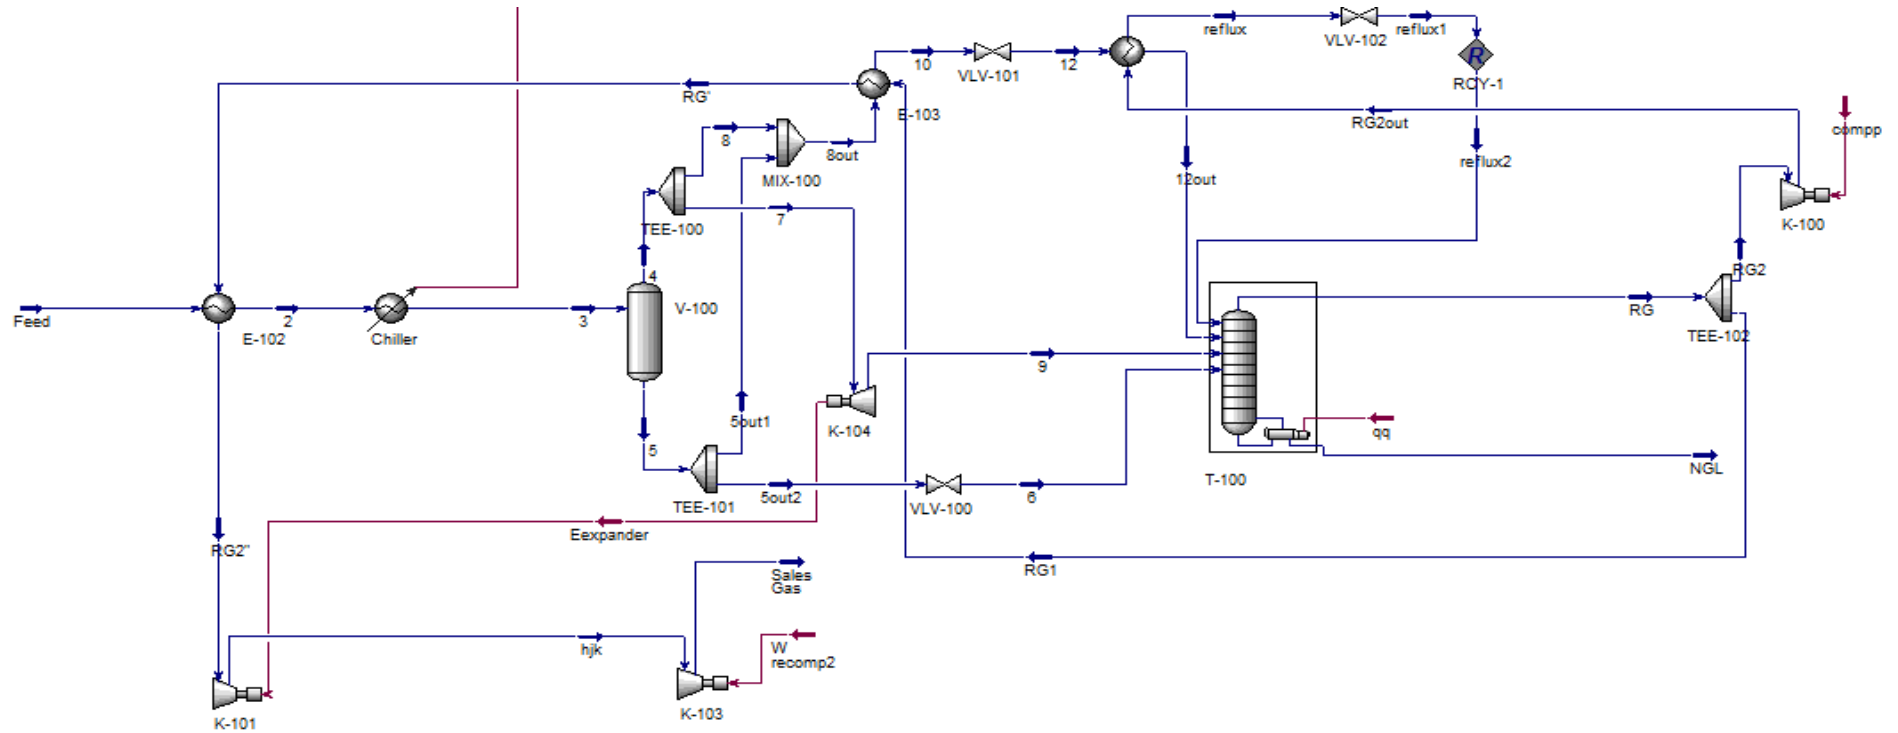 reflux
VLV-102
reflux1
10
VLV-101
12
RCY-1
R
RG'
E-103
RG2out
compp
8
8out
MIX-100
reflux2
12out
TEE-100
7
K-100
4
V-100
RG2
RG
TEE-102
Feed
E-102
2
Chiller
3
9
5out1
K-104
5
qq
NGL
TEE-101
5out2
VLV-100
6
T-100
Eexpander
RG2"
RG1
Sales
Gas
hjk
W
recomp2
K-101
K-103